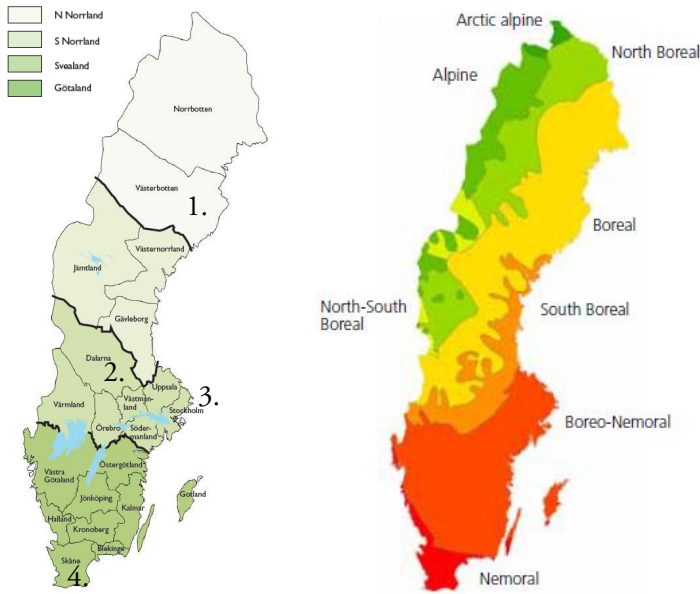 N Norrland
S Norrland
Svealand
Götaland
Norrbotten
Västerbotten
1.
Västernorrland
Jämtland
Gävleborg
Dalarna
2.
Uppsala
3.
Västman-
land
Stockholm
Värmland
Örebro
Söder-
manland
Östergötland
Västra
Götaland
Jönköping
Gotland
Kalmar
Halland
Kronoberg
Blekinge
Skåne
4.
Arctic alpine
North Boreal
Alpine
Boreal
North-South
Boreal
South Boreal
Boreo-Nemoral
Nemoral